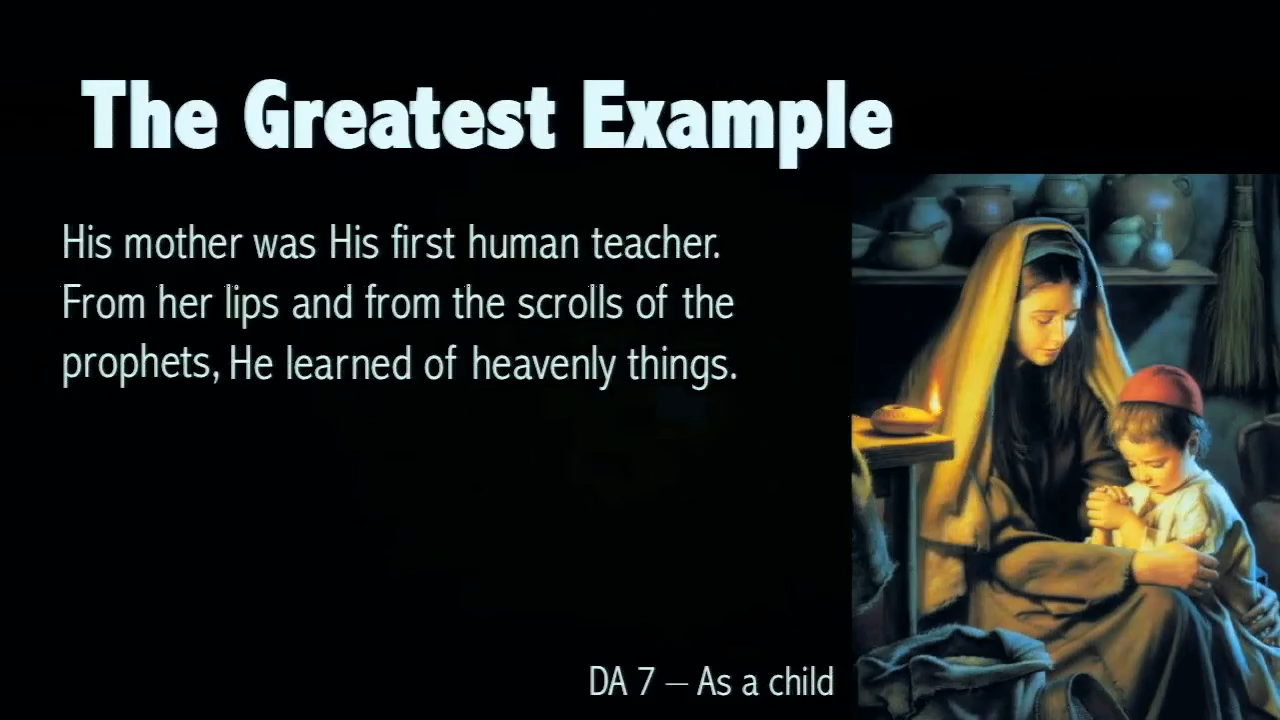 The Greatest Example
His mother was His first human teacher.
From her lips and from the scrolls of the
prophets, He learned of heavenly things.
DA 7 – As a child